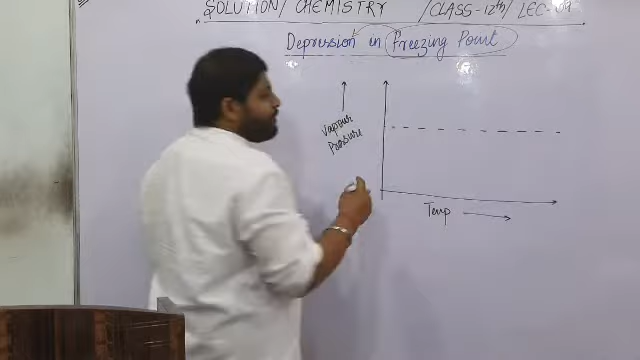 SOLUTION/ CHEMISTRY /CLASS-12th/ LEC-
Depression in Freezing Point
Vapour
Pressure
Temp